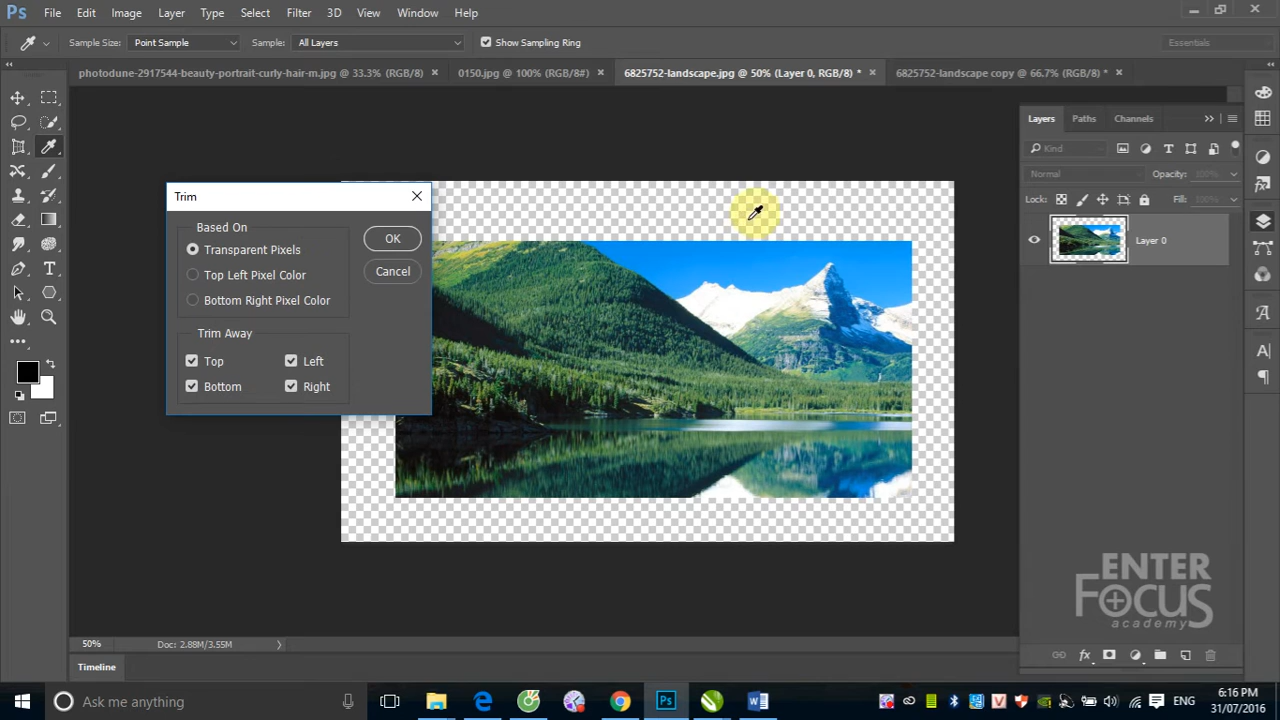 Ps File Edit Image Layer Type Select Filter 3D View Window Help
Sample Size: Point Sample Sample: All Layers Show Sampling Ring Essentials
photodune-2917544-beauty-portrait-curly-hair-m.jpg @ 33.3% (RGB/8) 0150.jpg @ 100% (RGB/8#) 6825752-landscape.jpg @ 50% (Layer 0, RGB/8) * 6825752-landscape copy @ 66.7% (RGB/8) *
Layers Paths Channels
Kind
Normal Opacity: 100%
Lock: Fill: 100%
Layer 0
Trim
Based On
Transparent Pixels
Top Left Pixel Color
Bottom Right Pixel Color
OK
Cancel
Trim Away
Top Left
Bottom Right
ENTER
FOCUS
academy
50% Doc: 2.88M/3.55M
Timeline
Ask me anything
ENG
6:16 PM
31/07/2016